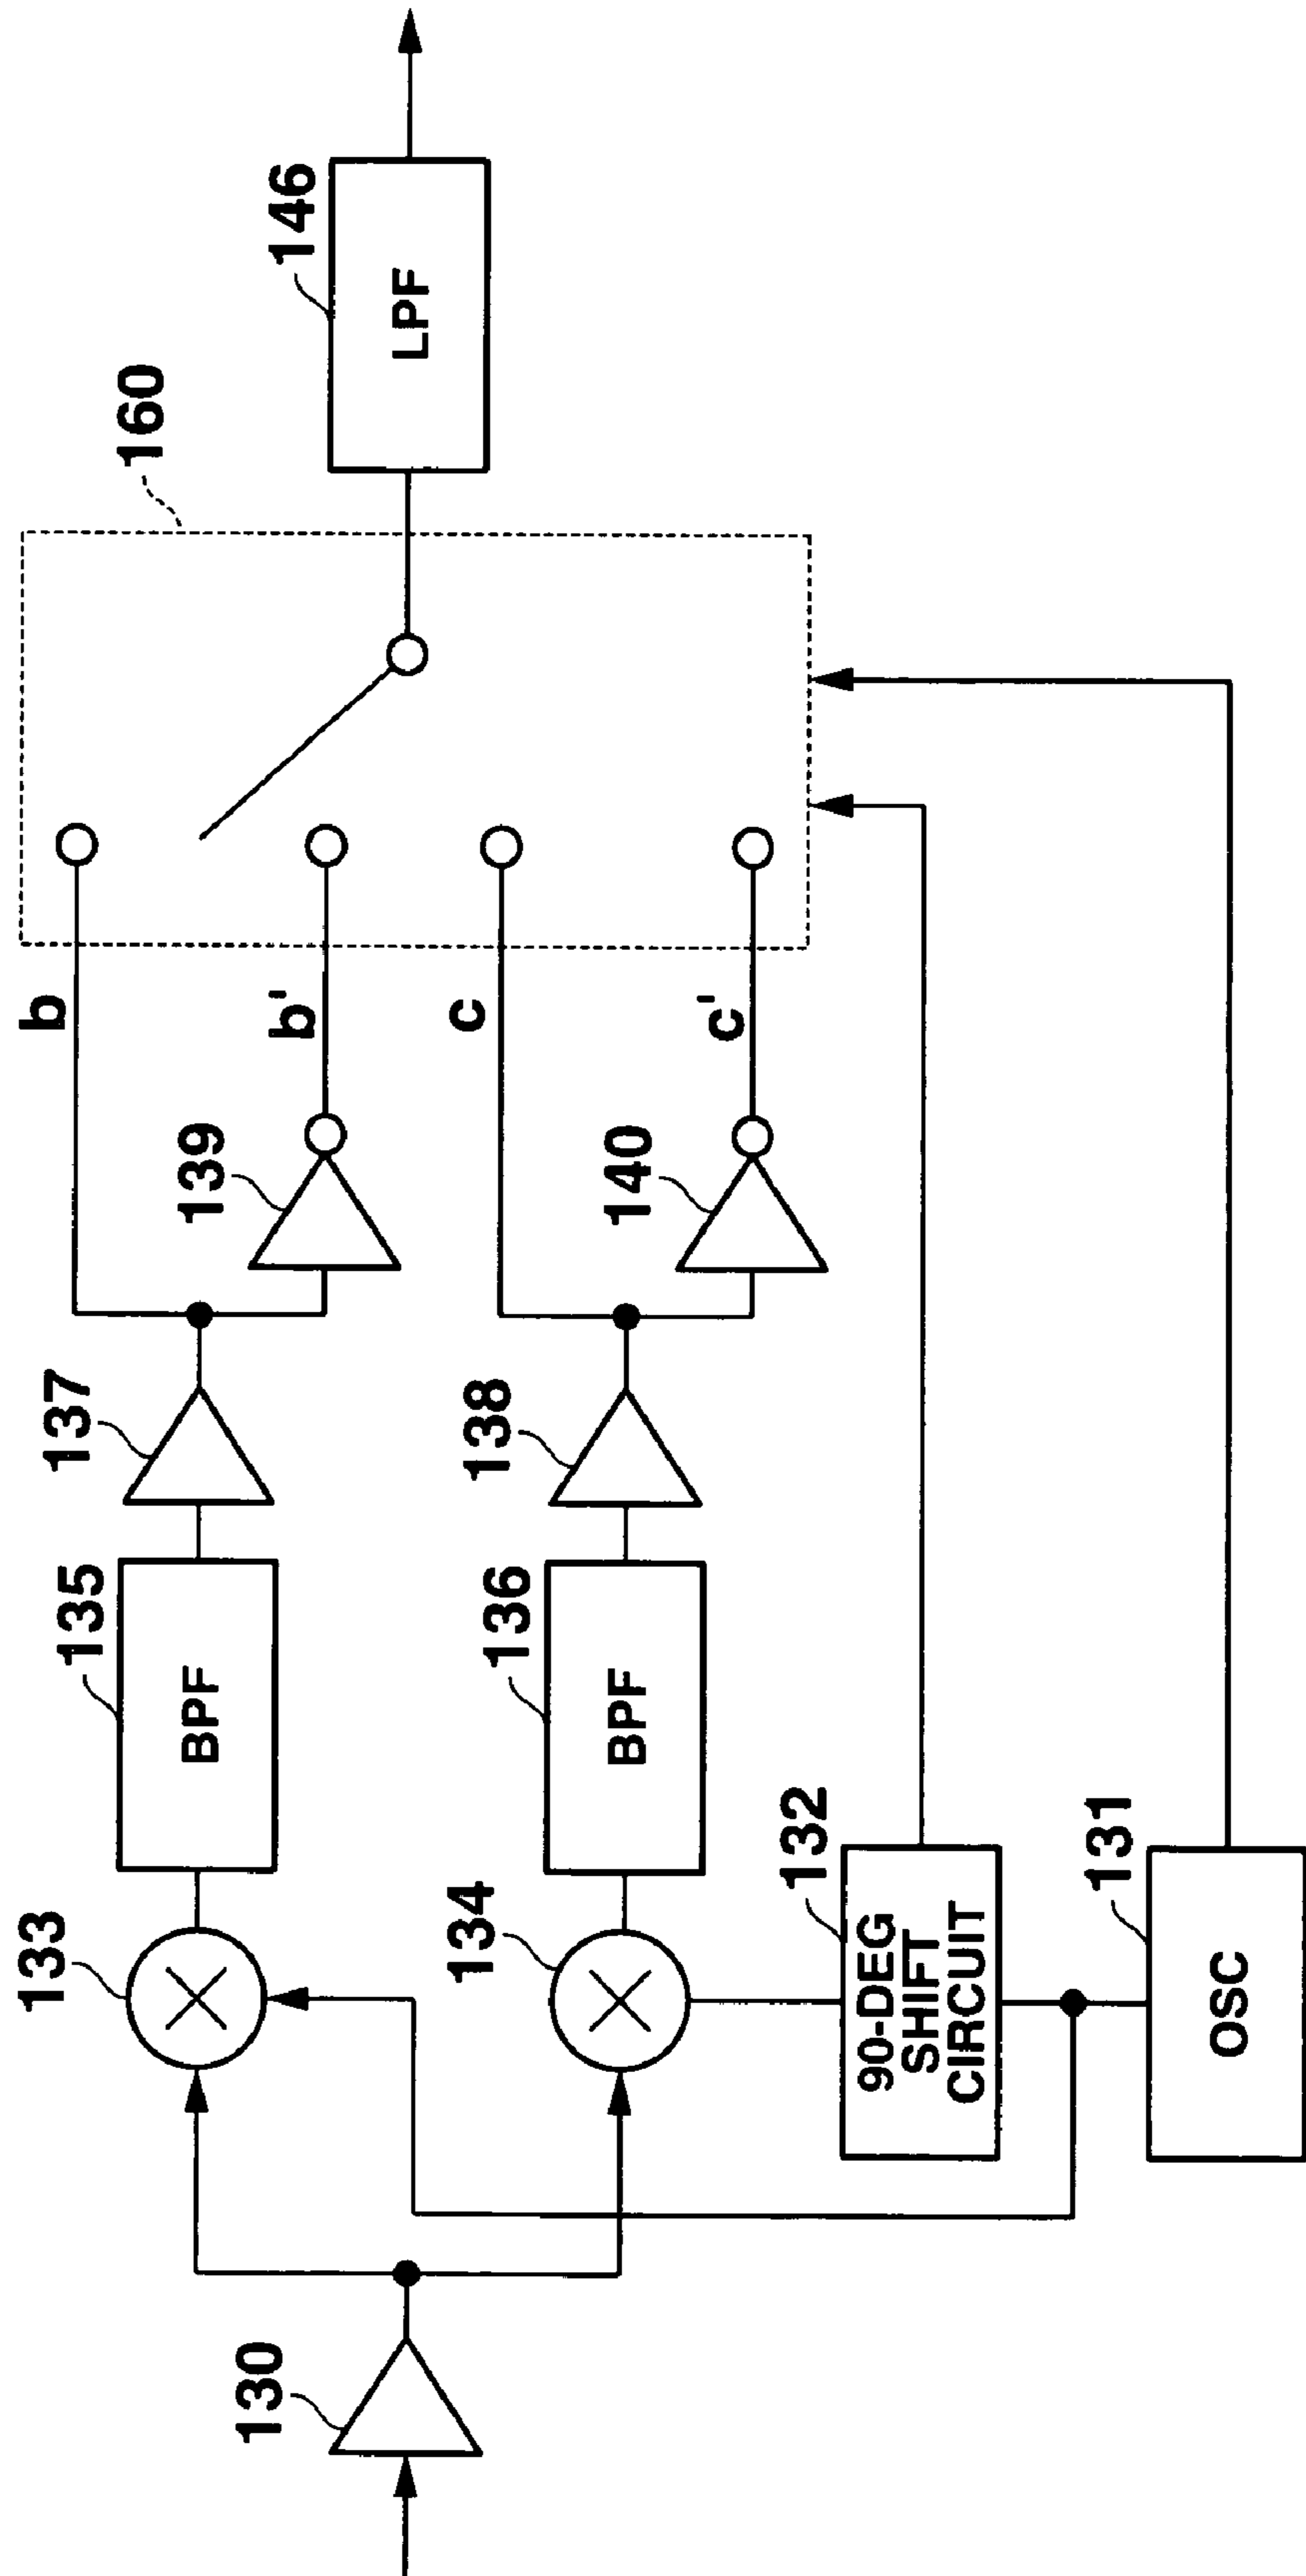 130
133
134
90-DEG
SHIFT
CIRCUIT
132
OSC
131
BPF
135
BPF
136
137
138
139
140
b
b'
c
c'
160
LPF
146